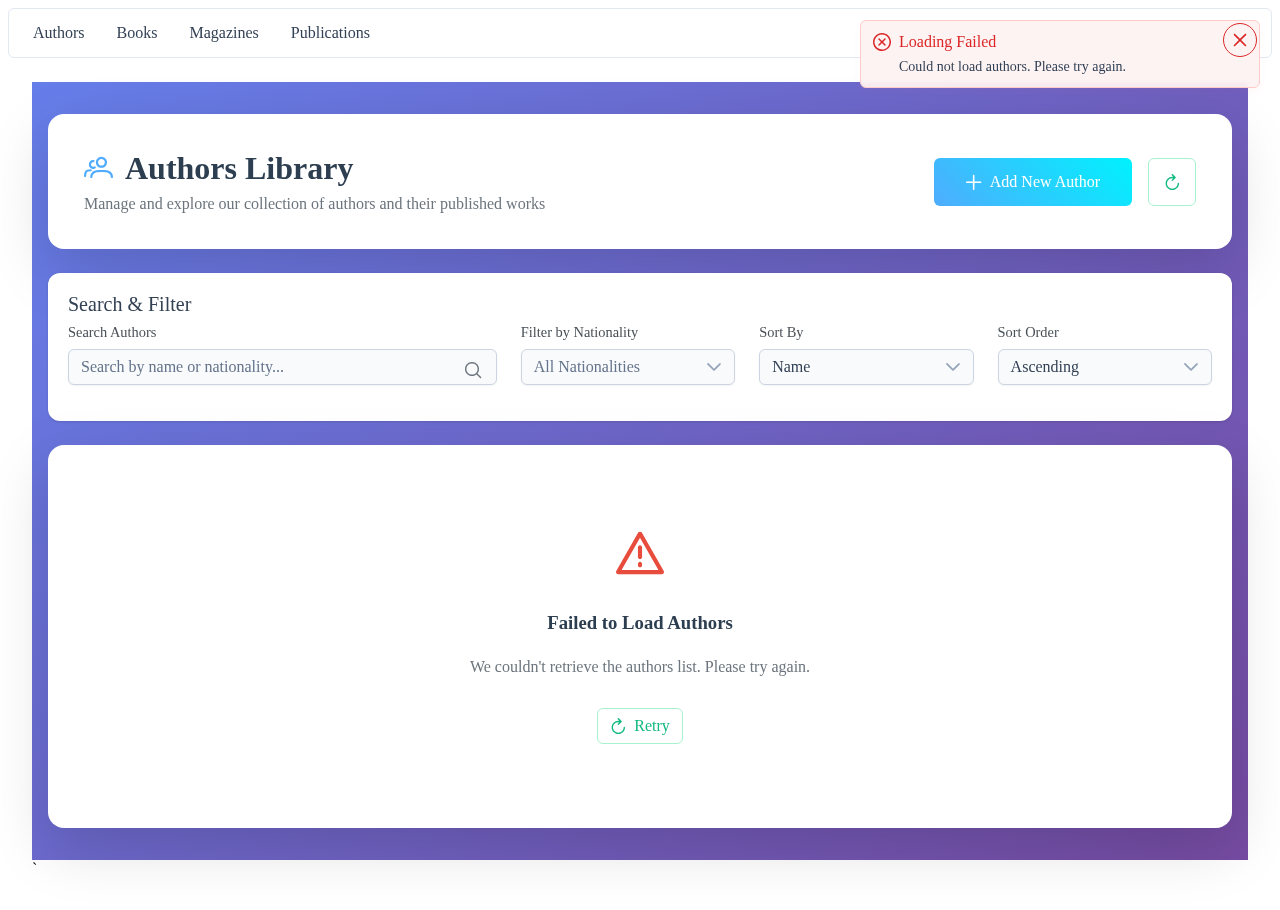 Authors Books Magazines Publications
Loading Failed
Could not load authors. Please try again.
Authors Library
Manage and explore our collection of authors and their published works
Add New Author
Search & Filter
Search Authors Filter by Nationality Sort By Sort Order
Search by name or nationality... All Nationalities Name Ascending
Failed to Load Authors
We couldn't retrieve the authors list. Please try again.
Retry
`